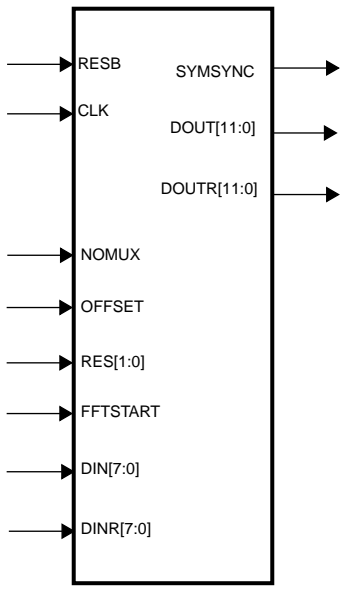 RESB
SYMSYNC
CLK
DOUT[11:0]
DOUTR[11:0]
NOMUX
OFFSET
RES[1:0]
FFTSTART
DIN[7:0]
DINR[7:0]